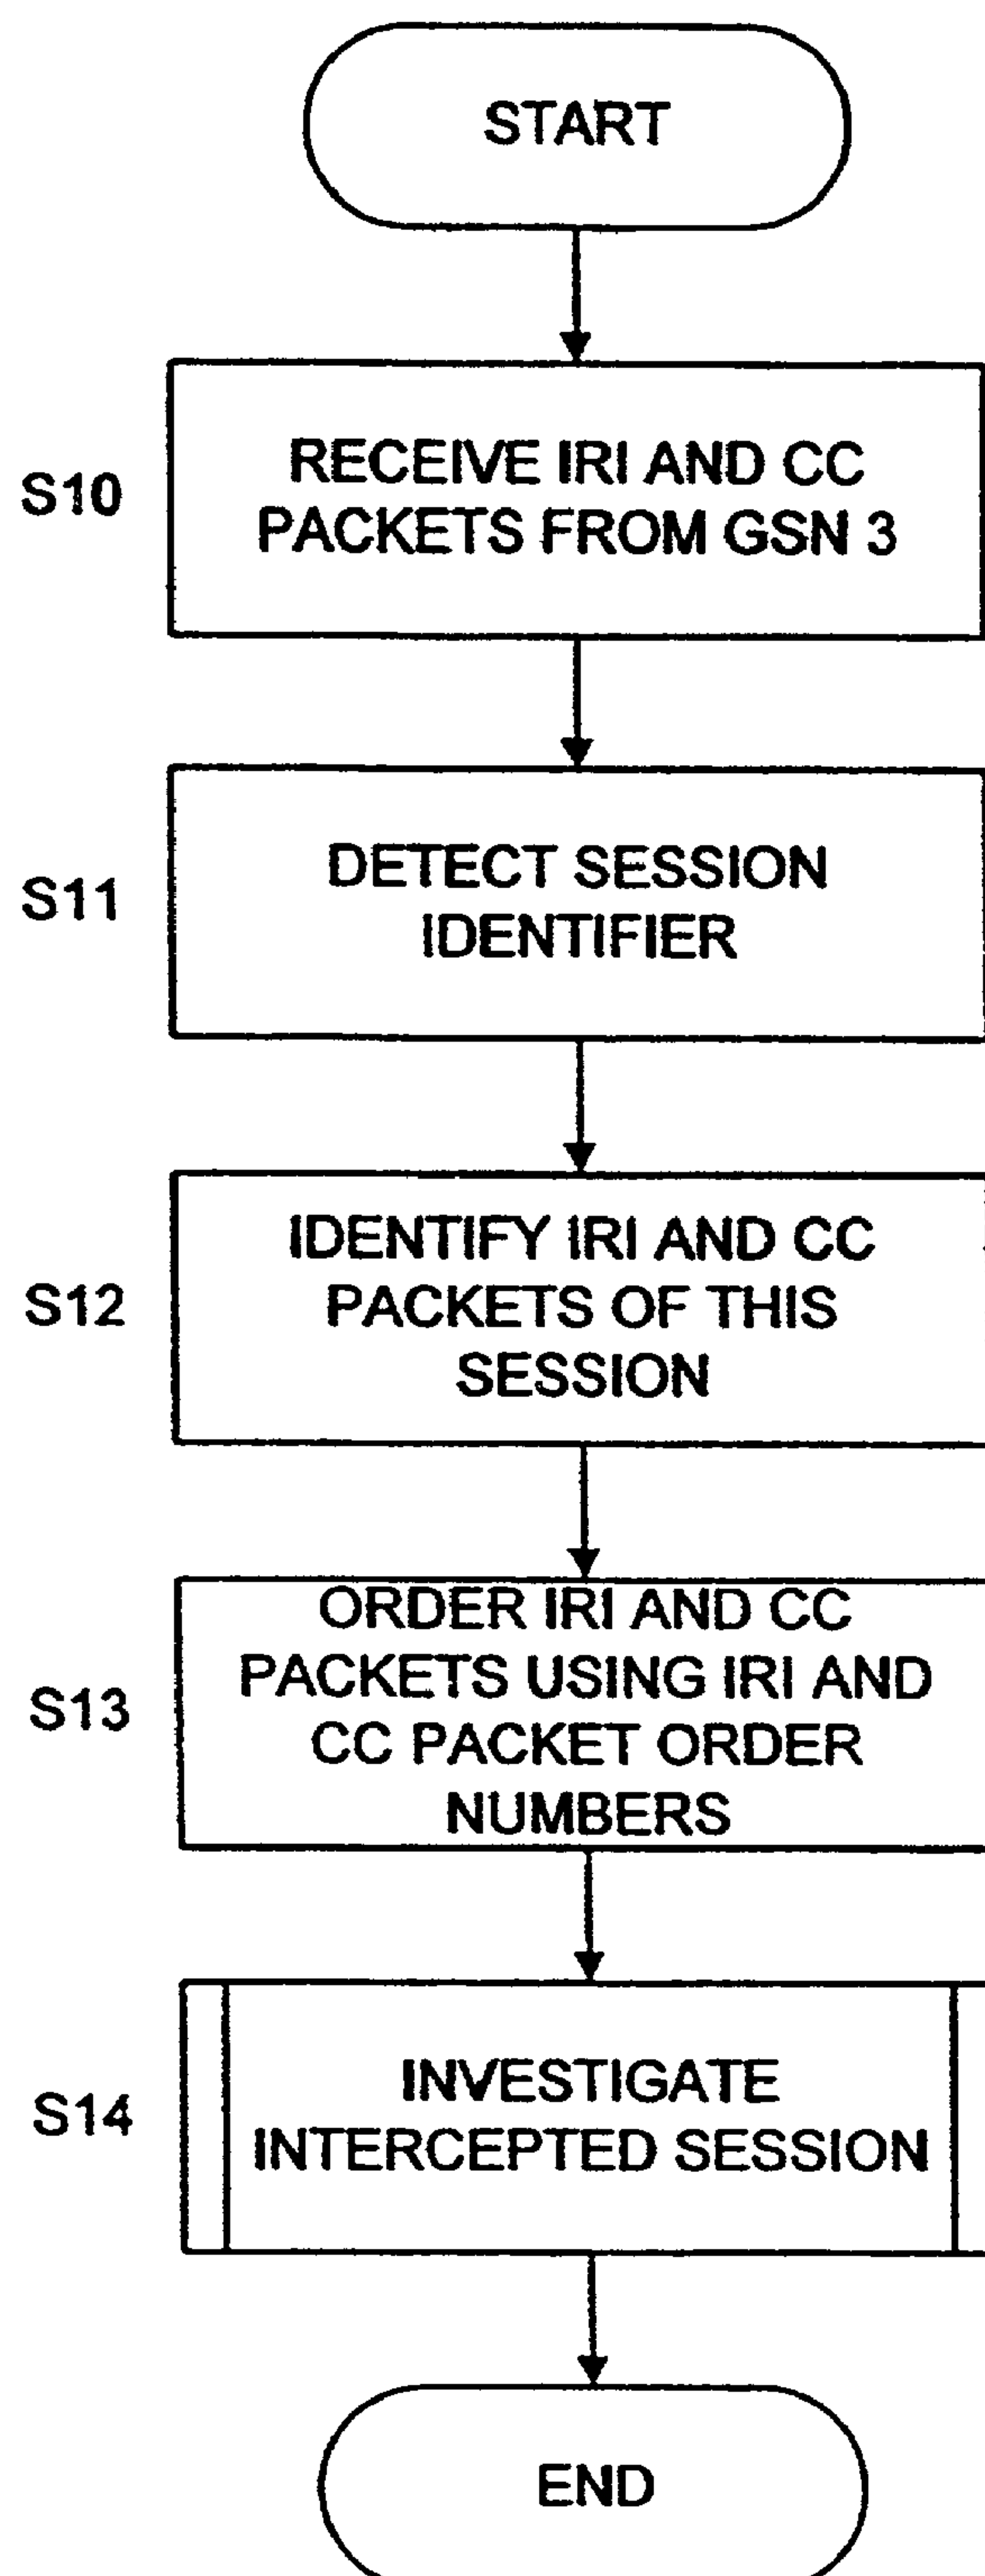 START
S10
RECEIVE IRI AND CC
PACKETS FROM GSN 3
S11
DETECT SESSION
IDENTIFIER
S12
IDENTIFY IRI AND CC
PACKETS OF THIS
SESSION
S13
ORDER IRI AND CC
PACKETS USING IRI AND
CC PACKET ORDER
NUMBERS
S14
INVESTIGATE
INTERCEPTED SESSION
END